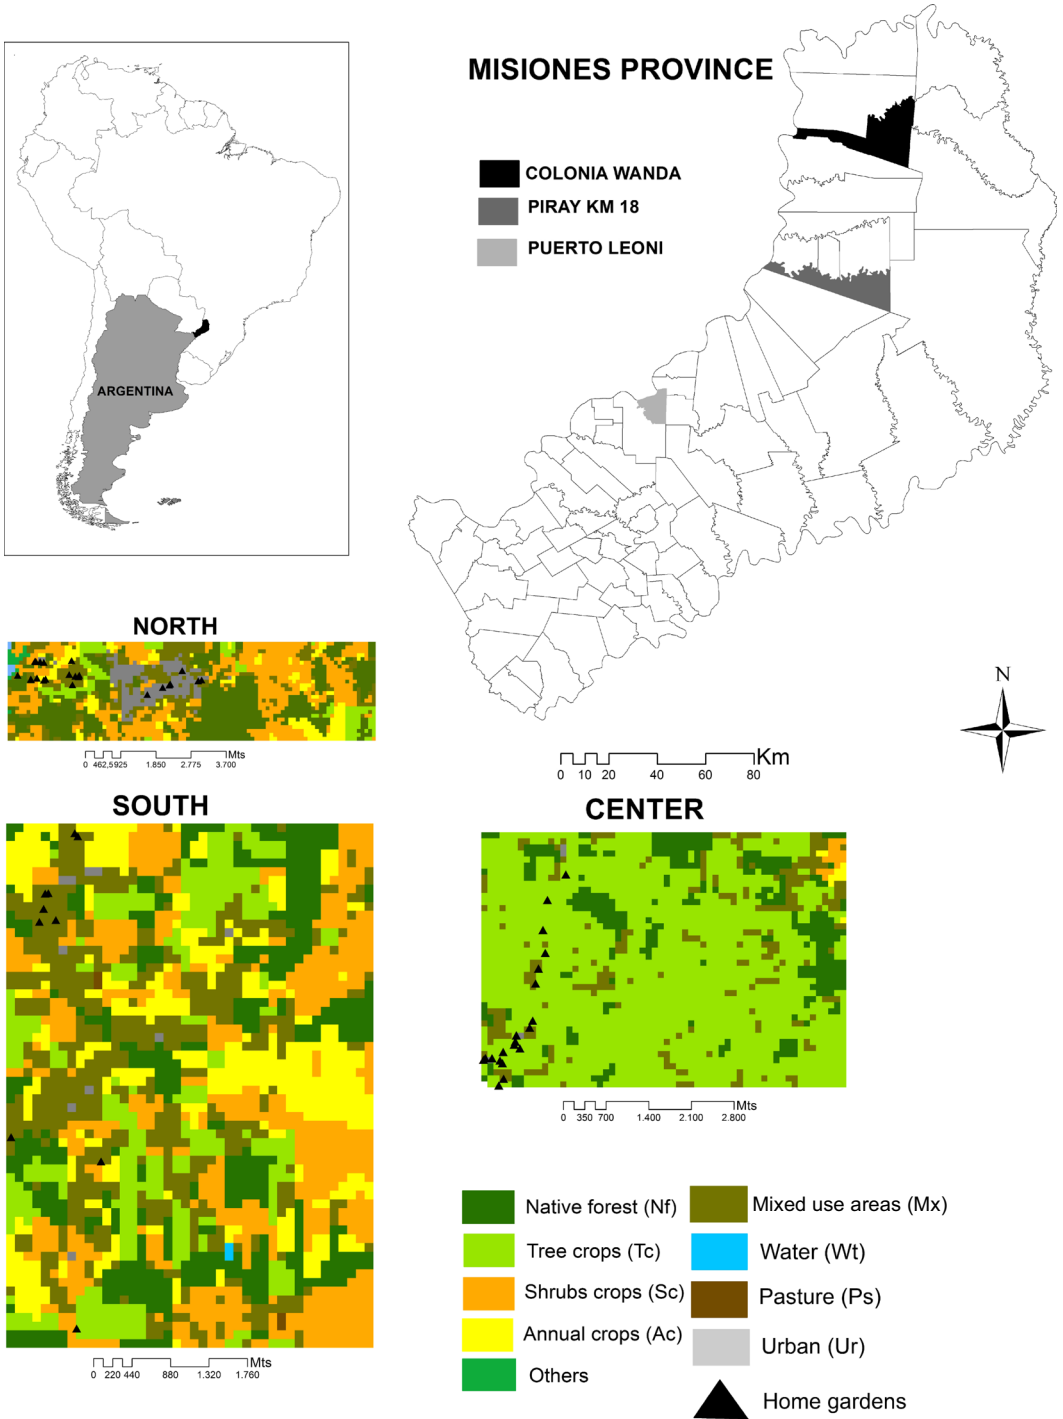 MISIONES PROVINCE
COLONIA WANDA
PIRAY KM 18
PUERTO LEONI
ARGENTINA
NORTH
0 462,5 925 1.850 2.775 3.700 Mts
N
0 10 20 40 60 80 Km
SOUTH
CENTER
0 350 700 1.400 2.100 2.800 Mts
Native forest (Nf)
Mixed use areas (Mx)
Tree crops (Tc)
Water (Wt)
Shrubs crops (Sc)
Pasture (Ps)
Annual crops (Ac)
Urban (Ur)
Others
Home gardens
0 220 440 880 1.320 1.760 Mts